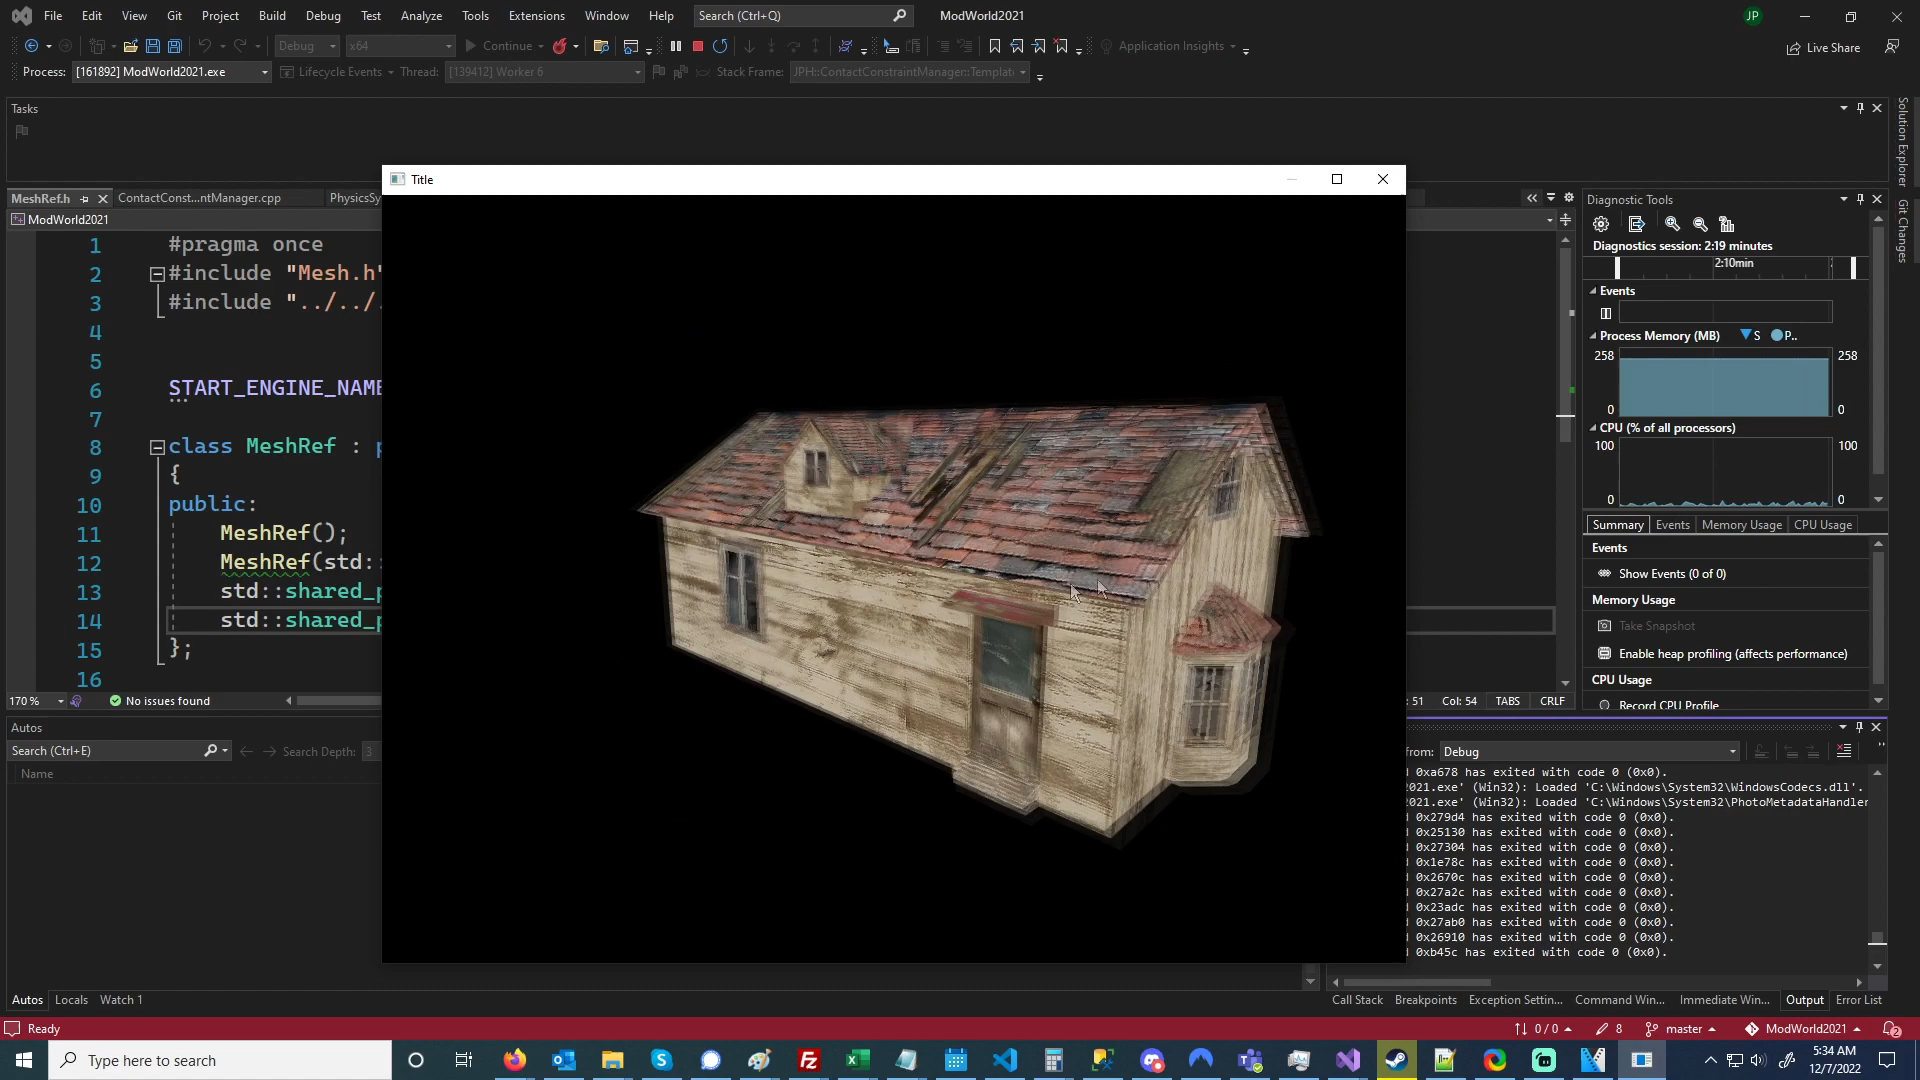 File Edit View Git Project Build Debug Test Analyze Tools Extensions Window Help Search (Ctrl+Q) ModWorld2021 JP
Debug x64 Continue Application Insights Live Share
Process: [161892] ModWorld2021.exe Lifecycle Events Thread: [139412] Worker 6 Stack Frame: JPH::ContactConstraintManager::Templat
Tasks
Title
MeshRef.h ContactConst...ntManager.cpp PhysicsSy
ModWorld2021
1 #pragma once
2 #include "Mesh.h"
3 #include "../../.
4
5
6 START_ENGINE_NAME
7
8 class MeshRef : p
9 {
10 public:
11 MeshRef();
12 MeshRef(std::
13 std::shared_p
14 std::shared_p
15 };
16
170 % No issues found
: 51 Col: 54 TABS CRLF
Diagnostic Tools
Diagnostics session: 2:19 minutes
2:10min
Events
Process Memory (MB) S P..
258 258
0 0
CPU (% of all processors)
100 100
0 0
Summary Events Memory Usage CPU Usage
Events
Show Events (0 of 0)
Memory Usage
Take Snapshot
Enable heap profiling (affects performance)
CPU Usage
Record CPU Profile
Solution Explorer
Git Changes
Autos
Search (Ctrl+E) Search Depth: 3
Name
from: Debug
d 0xa678 has exited with code 0 (0x0).
2021.exe' (Win32): Loaded 'C:\Windows\System32\WindowsCodecs.dll'.
2021.exe' (Win32): Loaded 'C:\Windows\System32\PhotoMetadataHandler
d 0x279d4 has exited with code 0 (0x0).
d 0x25130 has exited with code 0 (0x0).
d 0x27304 has exited with code 0 (0x0).
d 0x1e78c has exited with code 0 (0x0).
d 0x2670c has exited with code 0 (0x0).
d 0x27a2c has exited with code 0 (0x0).
d 0x23adc has exited with code 0 (0x0).
d 0x27ab0 has exited with code 0 (0x0).
d 0x26910 has exited with code 0 (0x0).
d 0xb45c has exited with code 0 (0x0).
Autos Locals Watch 1
Call Stack Breakpoints Exception Settin... Command Win... Immediate Win... Output Error List
Ready 0 / 0 8 master ModWorld2021 2
Type here to search
5:34 AM
12/7/2022